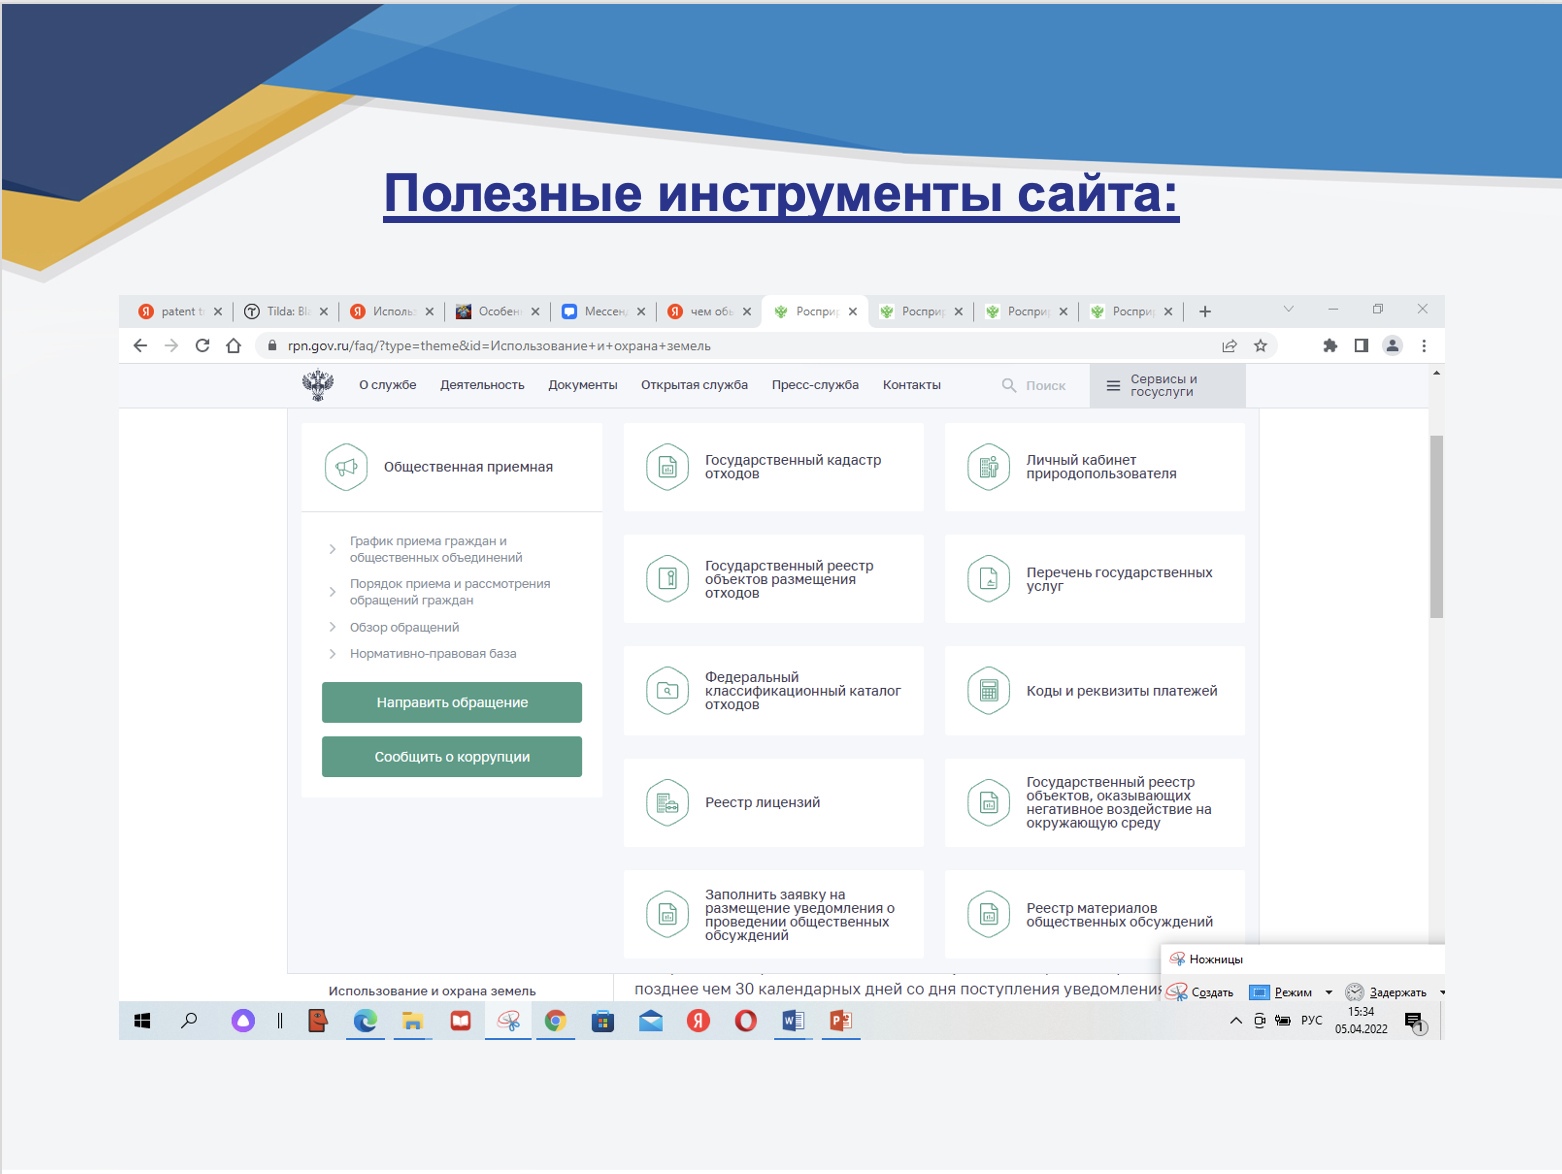 Полезные инструменты сайта:
patent t
Tilda: Bl
Использ
Особен
Мессен
чем об
Росприр
Росприр
Росприр
Росприр
rpn.gov.ru/faq/?type=theme&id=Использование+и+охрана+земель
О службе
Деятельность
Документы
Открытая служба
Пресс-служба
Контакты
Поиск
Сервисы и
госуслуги
Общественная приемная
График приема граждан и
общественных объединений
Порядок приема и рассмотрения
обращений граждан
Обзор обращений
Нормативно-правовая база
Направить обращение
Сообщить о коррупции
Государственный кадастр
отходов
Личный кабинет
природопользователя
Государственный реестр
объектов размещения
отходов
Перечень государственных
услуг
Федеральный
классификационный каталог
отходов
Коды и реквизиты платежей
Реестр лицензий
Государственный реестр
объектов, оказывающих
негативное воздействие на
окружающую среду
Заполнить заявку на
размещение уведомления о
проведении общественных
обсуждений
Реестр материалов
общественных обсуждений
Использование и охрана земель
позднее чем 30 календарных дней со дня поступления уведомления
Ножницы
Создать
Режим
Задержать
РУС
15:34
05.04.2022
1